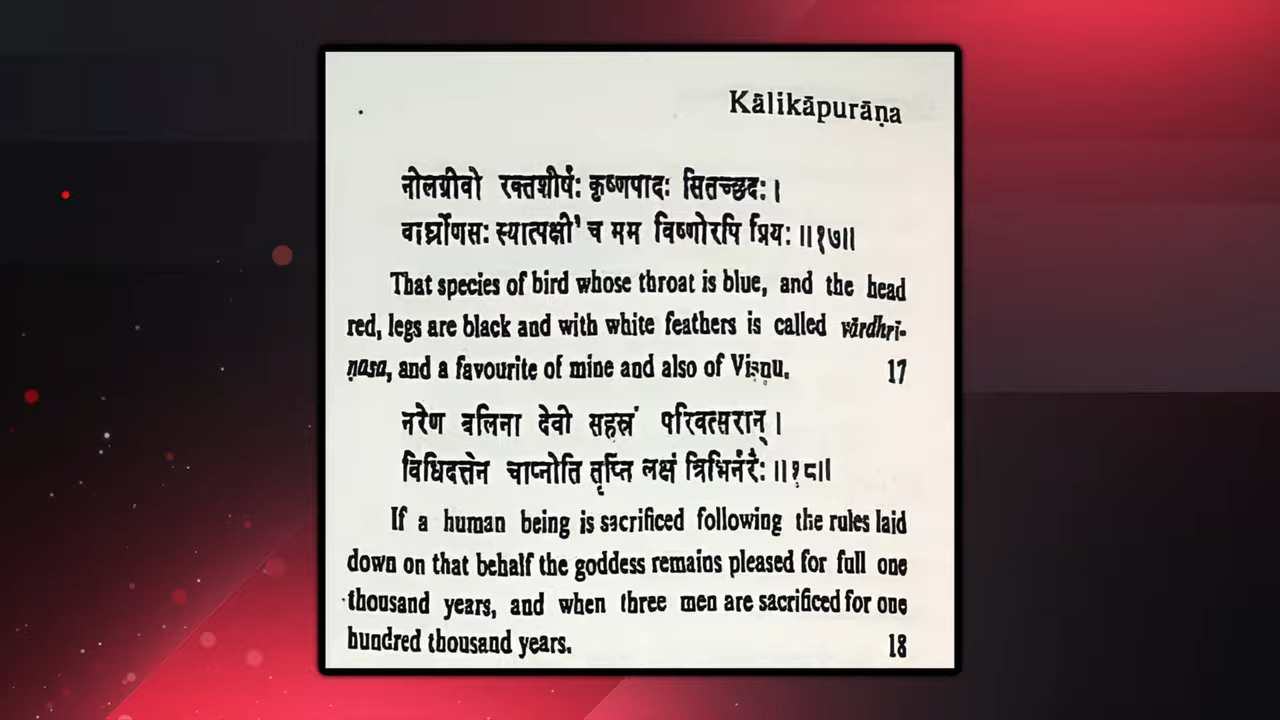 Kālikāpurāṇa
नीलग्रीवो रक्तशीर्षः कृष्णपादः सितच्छदः।
वार्ध्रीणसः स्यात्पक्षी¹ च मम विष्णोरपि प्रियः॥१७॥
That species of bird whose throat is blue, and the head
red, legs are black and with white feathers is called vārdhrī-
ṇasa, and a favourite of mine and also of Viṣṇu. 17
नरेण बलिना देवी सहस्रं परिवत्सरान्।
विधिदत्तेन चाप्नोति तृप्तिं लक्षं त्रिभिर्नरैः॥१८॥
If a human being is sacrificed following the rules laid
down on that behalf the goddess remains pleased for full one
thousand years, and when three men are sacrificed for one
hundred thousand years. 18